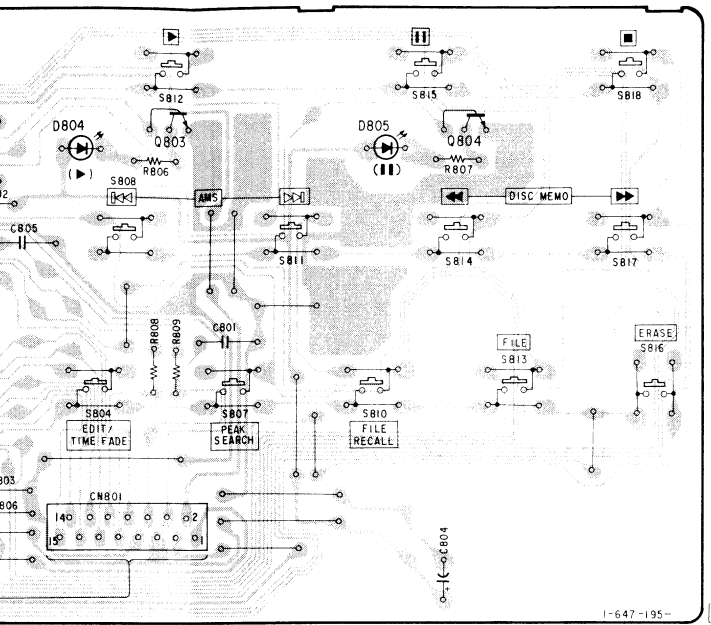 S812
S815
S818
D804
Q803
R806
D805
Q804
R807
S808
AMS
DISC MEMO
C805
S811
S814
S817
R808
R809
C801
FILE
S813
ERASE
S816
S804
EDIT/
TIME FADE
S807
PEAK
SEARCH
S810
FILE
RECALL
803
806
CN801
14 2
15 1
C804
+
1-647-195-